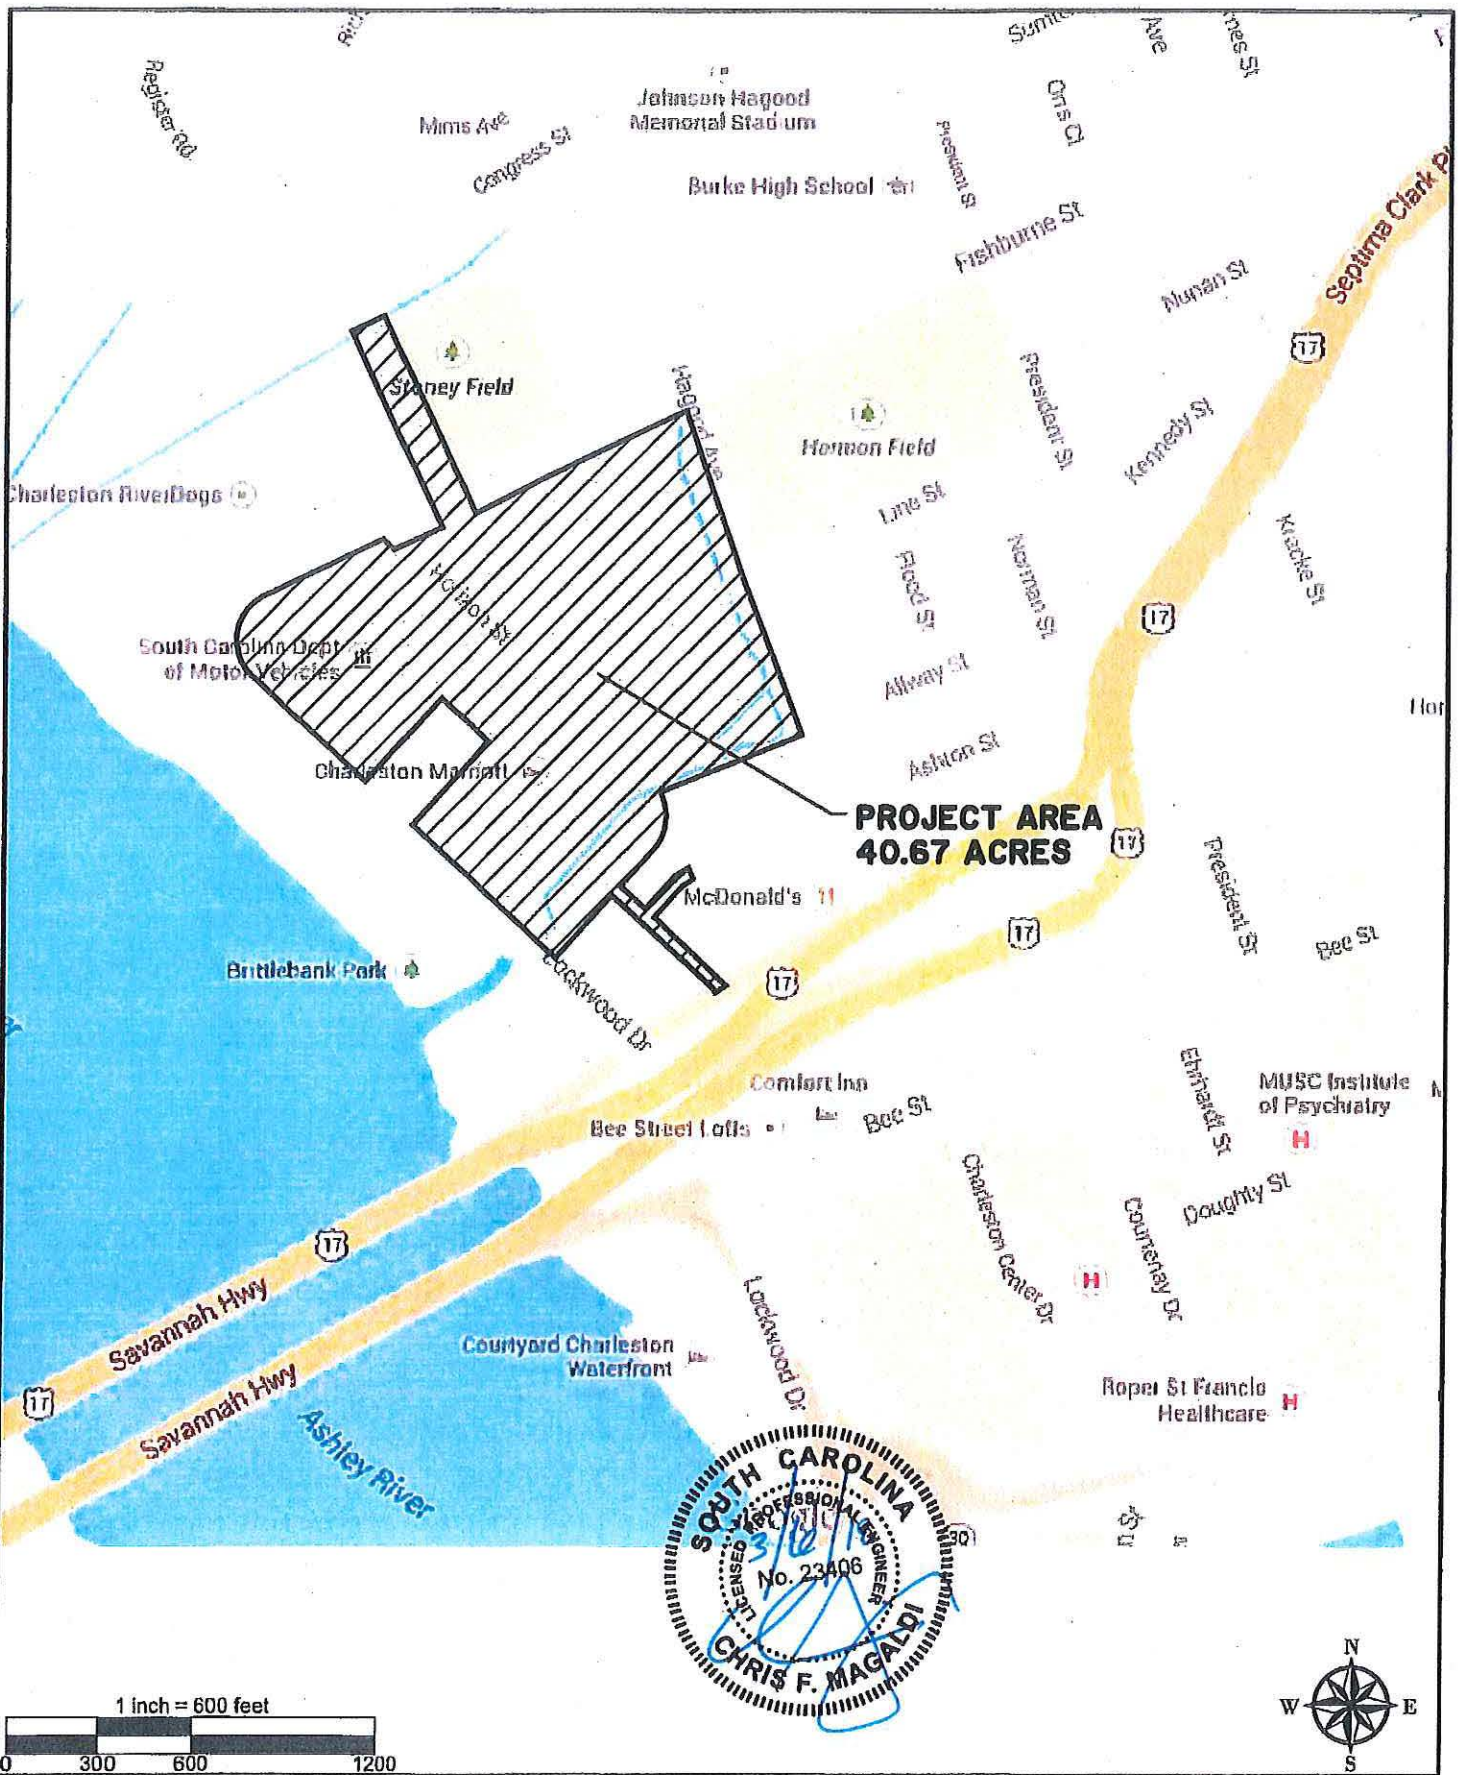 Register Rd
Mims Ave
Congress St
Johnson Hagood
Memorial Stadium
Burke High School
President St
Orrs Ct
Ave
Fishburne St
Nunan St
Septima Clark P
17
Stoney Field
Hagood Ave
Harmon Field
President St
Kennedy St
Charleston RiverDogs
Line St
Flood St
Norman St
Kracke St
17
Horizon St
South Carolina Dept
of Motor Vehicles
Allway St
Ashton St
Charleston Marriott
PROJECT AREA
40.67 ACRES
17
McDonald's
17
President St
Bee St
Brittlebank Park
Lockwood Dr
17
Comfort Inn
Bee Street Lofts
Bee St
Ehrhardt St
MUSC Institute
of Psychiatry
H
Doughty St
Charleston Center Dr
Courtenay Dr
H
17
Savannah Hwy
Savannah Hwy
17
Ashley River
Courtyard Charleston
Waterfront
Lockwood Dr
Roper St Francis
Healthcare
H
SOUTH CAROLINA
LICENSED PROFESSIONAL ENGINEER
No. 23406
CHRIS F. MAGALDI
30
1 inch = 600 feet
0 300 600 1200
N
W E
S